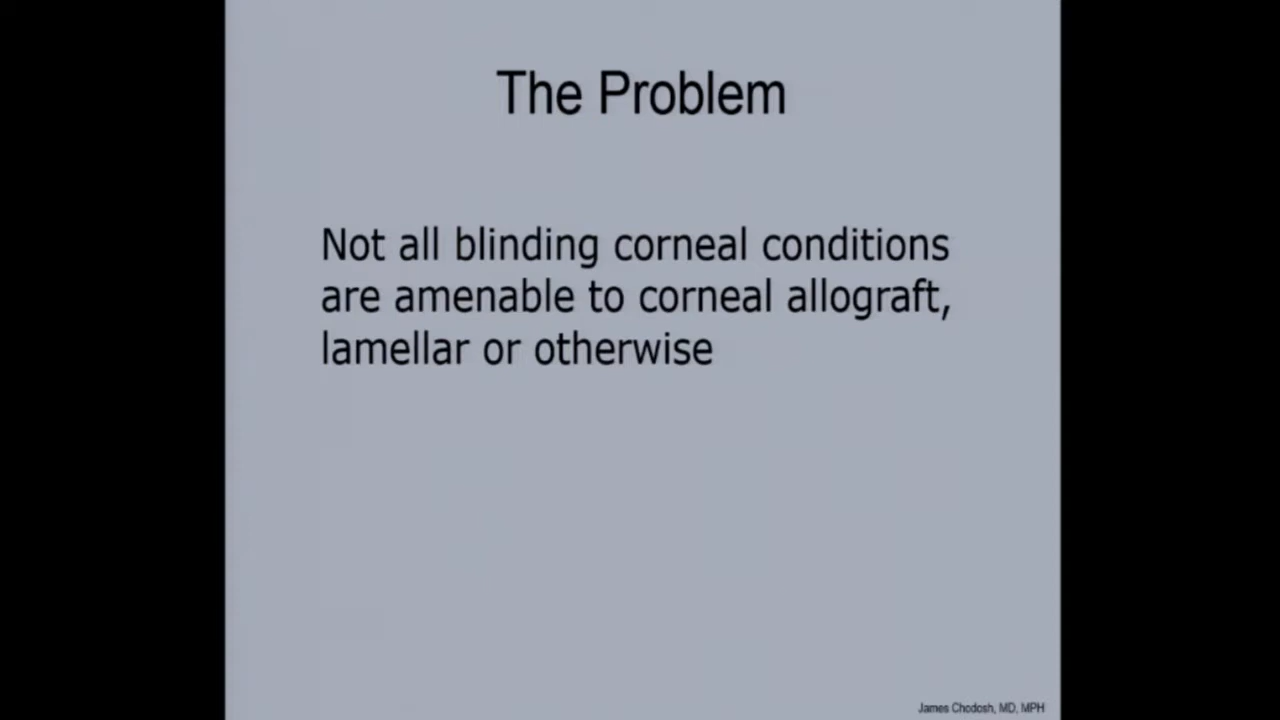 The Problem
Not all blinding corneal conditions
are amenable to corneal allograft,
lamellar or otherwise
James Chodosh, MD, MPH